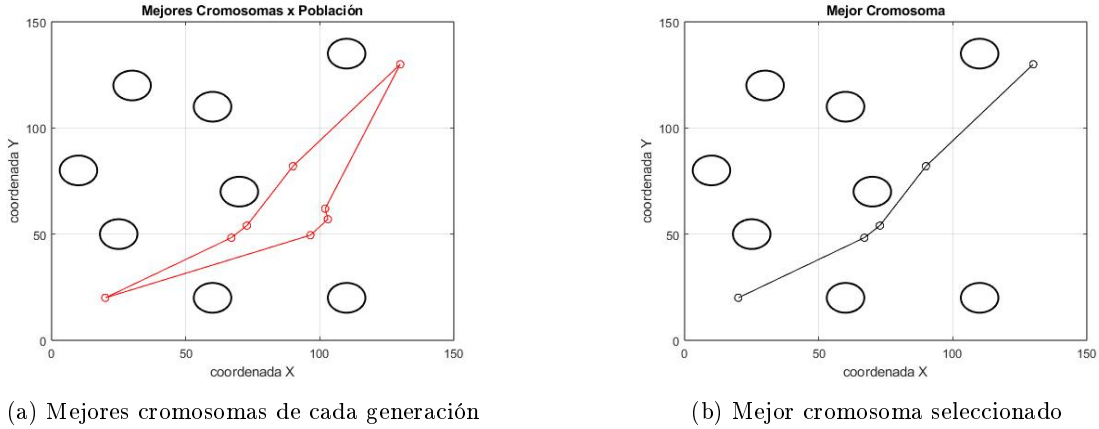 Mejores Cromosomas x Población
150
100
50
0
0
50
100
150
coordenada Y
coordenada X
(a) Mejores cromosomas de cada generación
Mejor Cromosoma
150
100
50
0
0
50
100
150
coordenada Y
coordenada X
(b) Mejor cromosoma seleccionado